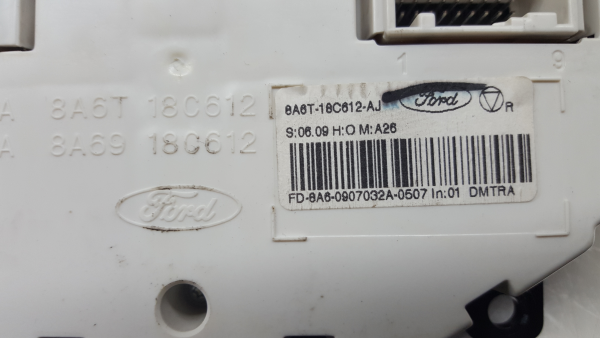 1 9
A 8A6T 18C612
A 8A69 18C612
Ford
8A6T-18C612-AJ Ford R
S:06.09 H:O M:A26
FD-8A6-0907032A-0507 In:01 DMTRA